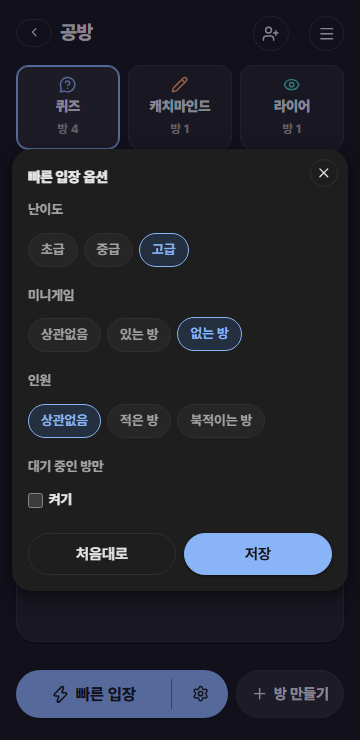 공방
퀴즈 캐치마인드 라이어
방 4 방 1 방 1
빠른 입장 옵션
난이도
초급 중급 고급
미니게임
상관없음 있는 방 없는 방
인원
상관없음 적은 방 북적이는 방
대기 중인 방만
켜기
처음대로 저장
빠른 입장 방 만들기